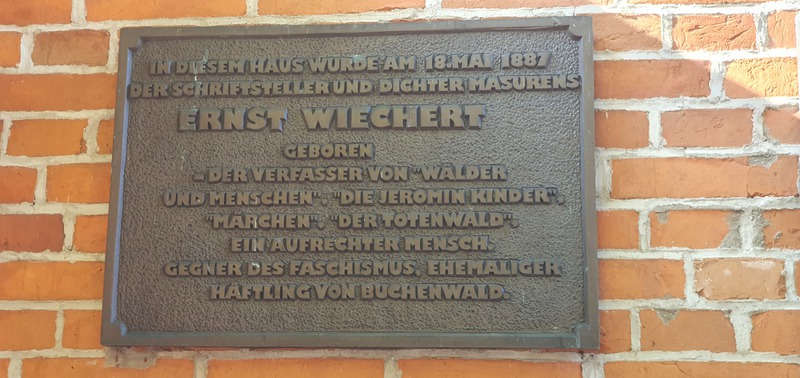 IN DIESEM HAUS WURDE AM 18.MAI 1887
DER SCHRIFTSTELLER UND DICHTER MASURENS
ERNST WIECHERT
GEBOREN
- DER VERFASSER VON "WÄLDER
UND MENSCHEN", "DIE JEROMIN KINDER",
"MÄRCHEN", "DER TOTENWALD",
EIN AUFRECHTER MENSCH.
GEGNER DES FASCHISMUS, EHEMALIGER
HÄFTLING VON BUCHENWALD.